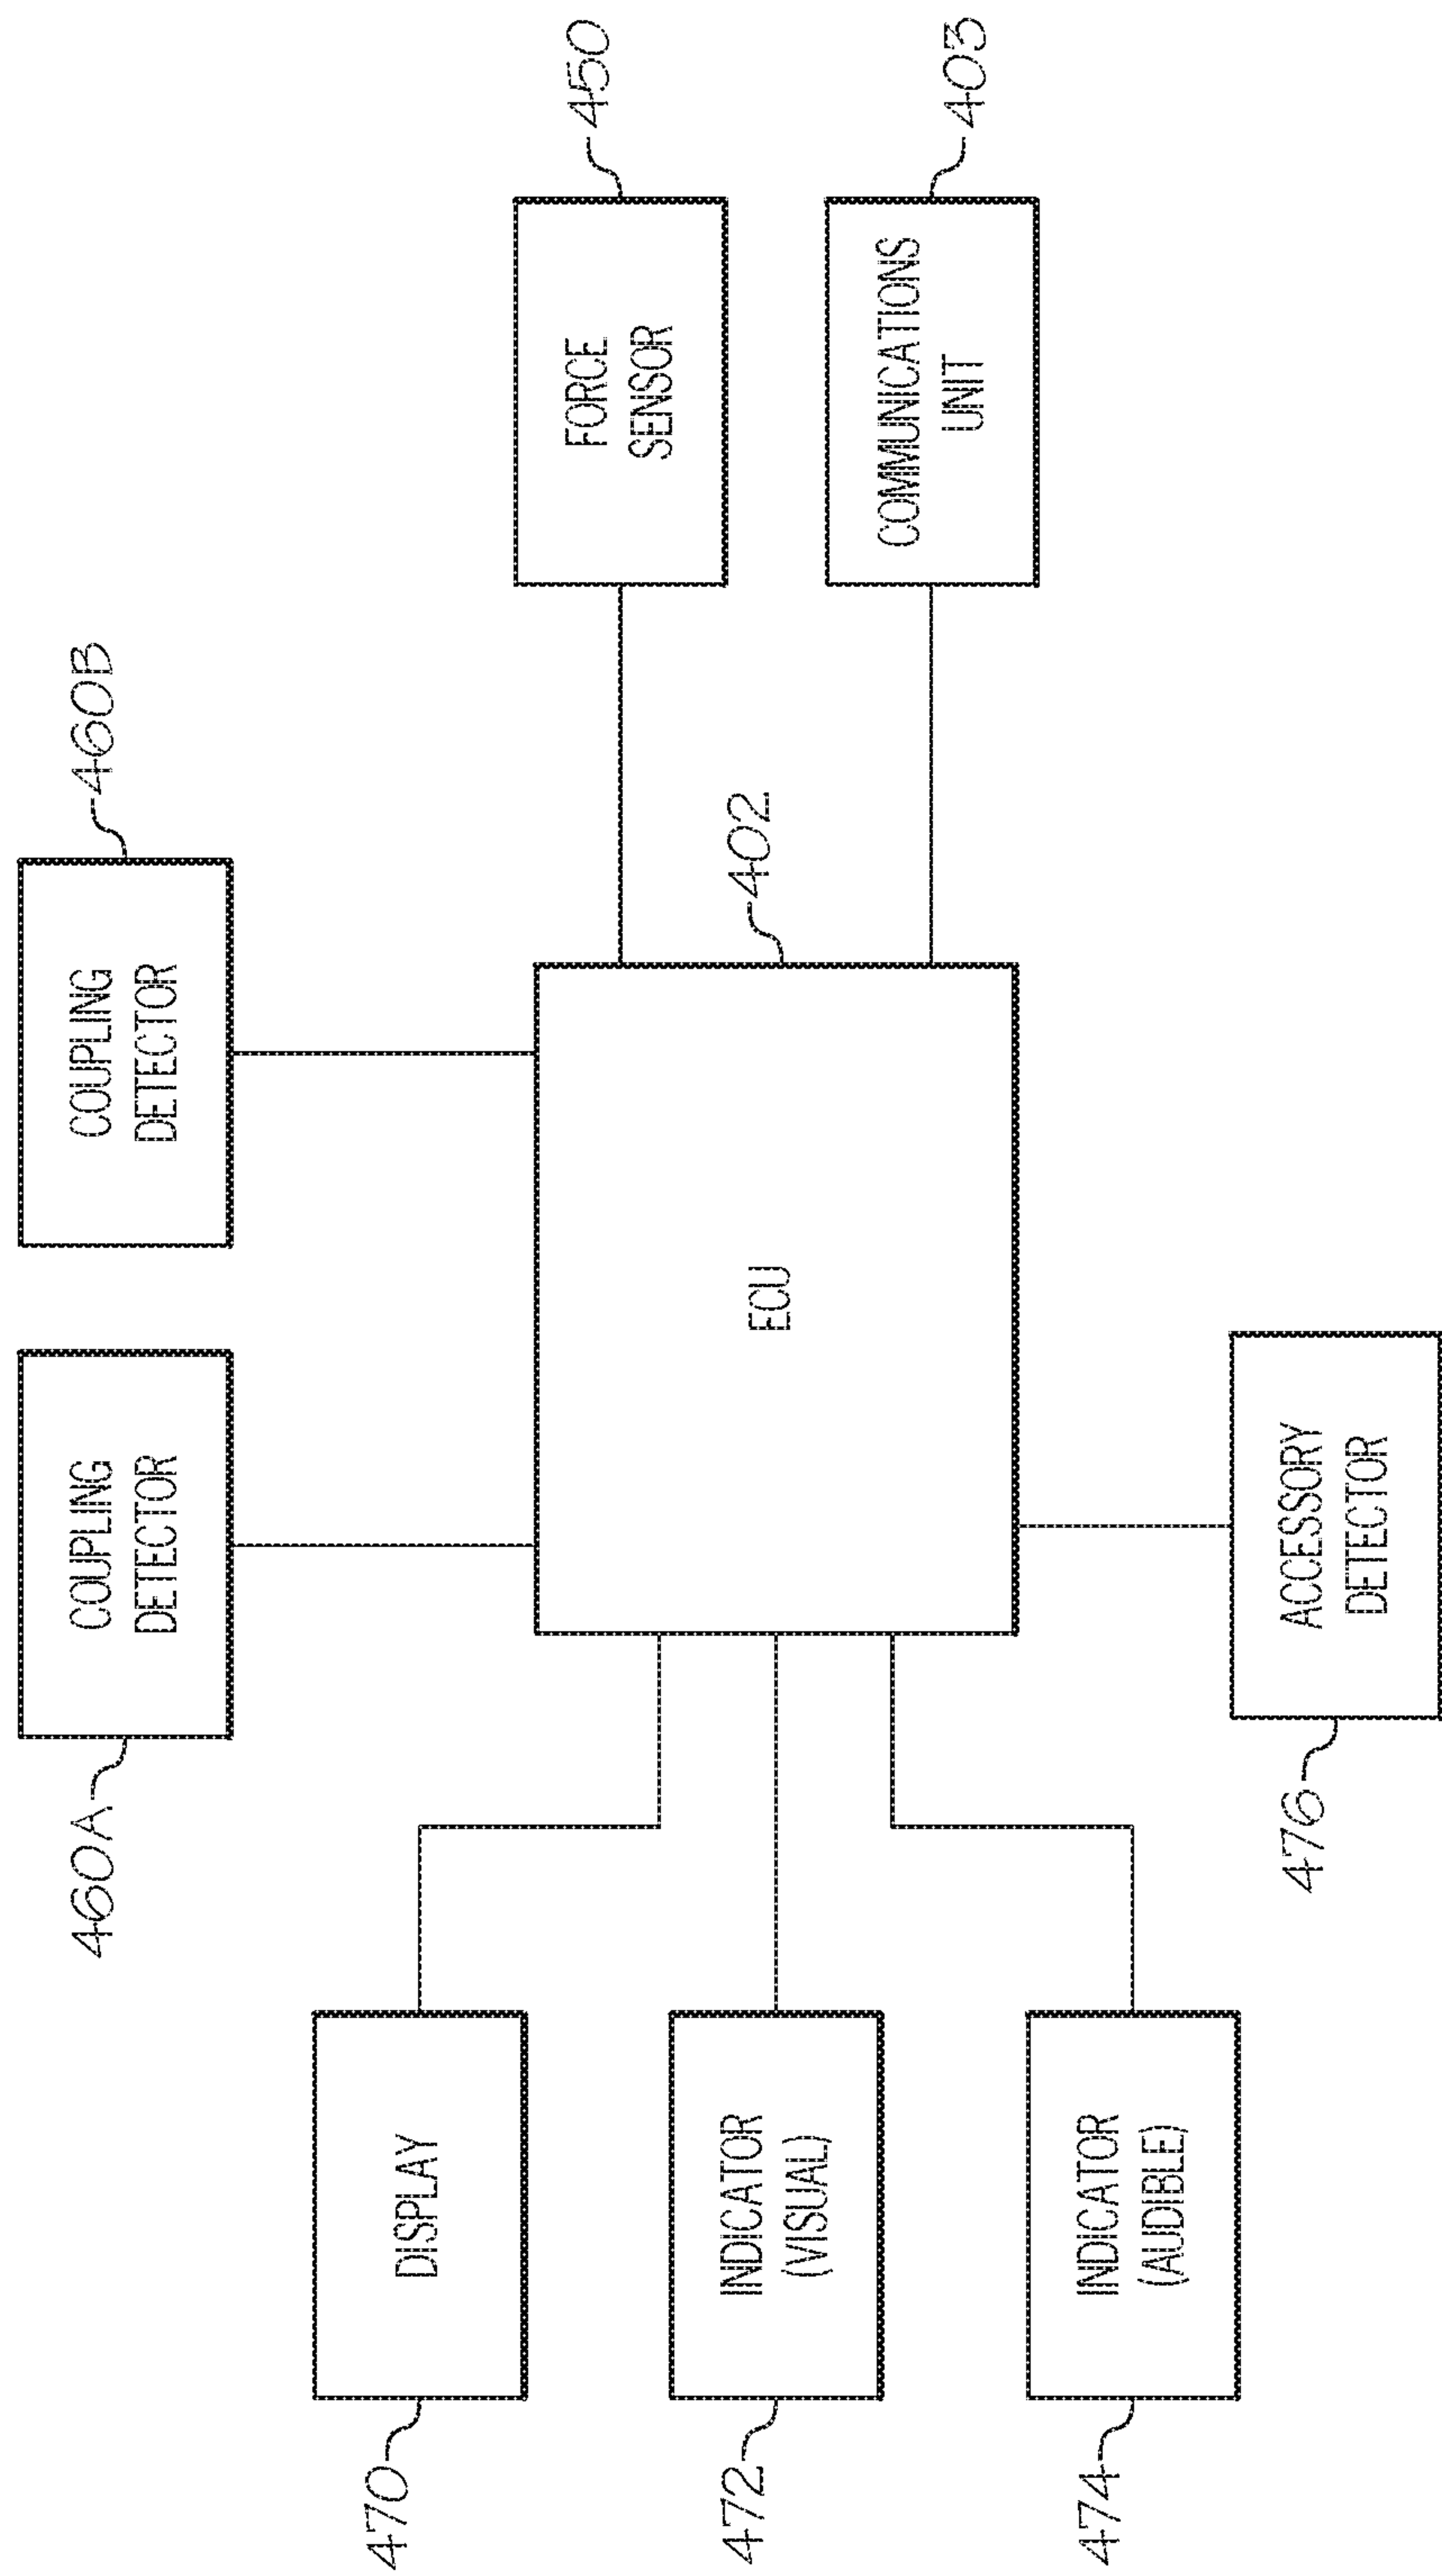 460A
COUPLING
DETECTOR
COUPLING
DETECTOR
460B
470
DISPLAY
472
INDICATOR
(VISUAL)
474
INDICATOR
(AUDIBLE)
ECU
402
FORCE
SENSOR
450
COMMUNICATIONS
UNIT
403
476
ACCESSORY
DETECTOR